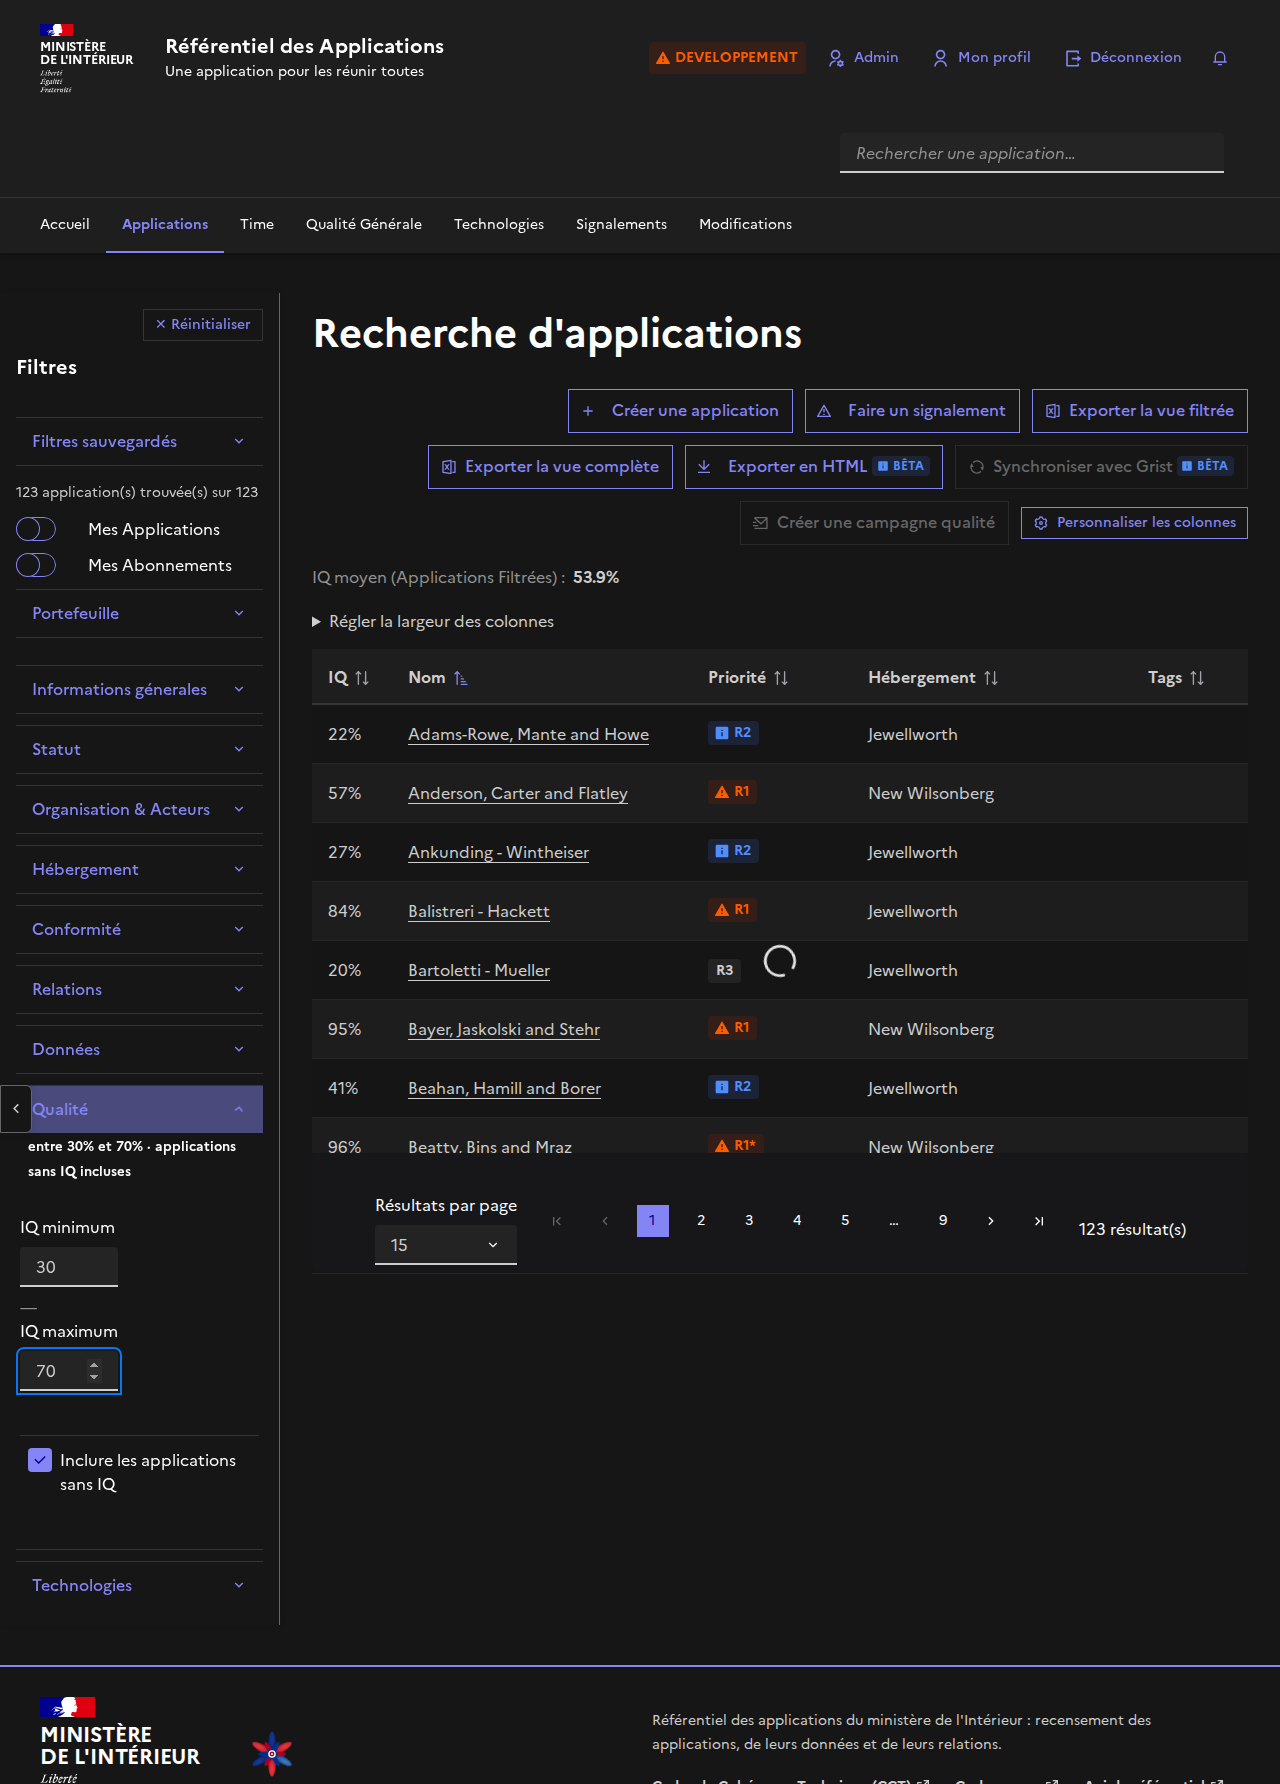 MINISTÈRE
DE L'INTÉRIEUR
Liberté
Égalité
Fraternité
Référentiel des Applications
Une application pour les réunir toutes
DEVELOPPEMENT
Admin
Mon profil
Déconnexion
Rechercher une application…
Accueil
Applications
Time
Qualité Générale
Technologies
Signalements
Modifications
Réinitialiser
Filtres
Filtres sauvegardés
123 application(s) trouvée(s) sur 123
Mes Applications
Mes Abonnements
Portefeuille
Informations génerales
Statut
Organisation & Acteurs
Hébergement
Conformité
Relations
Données
Qualité
entre 30% et 70% · applications
sans IQ incluses
IQ minimum
30
—
IQ maximum
70
Inclure les applications
sans IQ
Technologies
Recherche d'applications
Créer une application
Faire un signalement
Exporter la vue filtrée
Exporter la vue complète
Exporter en HTML BÊTA
Synchroniser avec Grist BÊTA
Créer une campagne qualité
Personnaliser les colonnes
IQ moyen (Applications Filtrées) : 53.9%
Régler la largeur des colonnes
IQ Nom Priorité Hébergement Tags
22% Adams-Rowe, Mante and Howe R2 Jewellworth
57% Anderson, Carter and Flatley R1 New Wilsonberg
27% Ankunding - Wintheiser R2 Jewellworth
84% Balistreri - Hackett R1 Jewellworth
20% Bartoletti - Mueller R3 Jewellworth
95% Bayer, Jaskolski and Stehr R1 New Wilsonberg
41% Beahan, Hamill and Borer R2 Jewellworth
96% Beatty, Bins and Mraz R1* New Wilsonberg
Résultats par page
15
1 2 3 4 5 … 9
123 résultat(s)
MINISTÈRE
DE L'INTÉRIEUR
Liberté
Référentiel des applications du ministère de l'Intérieur : recensement des
applications, de leurs données et de leurs relations.